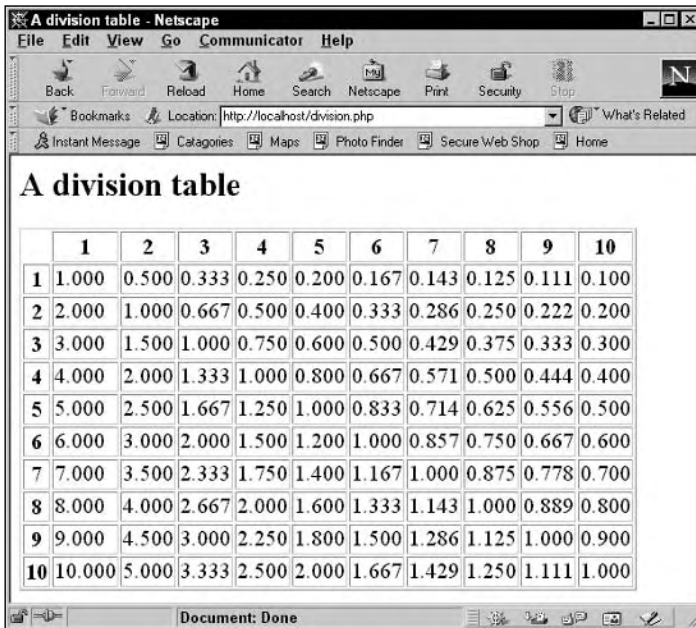 A division table - Netscape
File Edit View Go Communicator Help
My
N
Back Forward Reload Home Search Netscape Print Security Stop
Bookmarks Location: http://localhost/division.php What's Related
Instant Message Catagories Maps Photo Finder Secure Web Shop Home
A division table
1 2 3 4 5 6 7 8 9 10
1 1.000 0.500 0.333 0.250 0.200 0.167 0.143 0.125 0.111 0.100
2 2.000 1.000 0.667 0.500 0.400 0.333 0.286 0.250 0.222 0.200
3 3.000 1.500 1.000 0.750 0.600 0.500 0.429 0.375 0.333 0.300
4 4.000 2.000 1.333 1.000 0.800 0.667 0.571 0.500 0.444 0.400
5 5.000 2.500 1.667 1.250 1.000 0.833 0.714 0.625 0.556 0.500
6 6.000 3.000 2.000 1.500 1.200 1.000 0.857 0.750 0.667 0.600
7 7.000 3.500 2.333 1.750 1.400 1.167 1.000 0.875 0.778 0.700
8 8.000 4.000 2.667 2.000 1.600 1.333 1.143 1.000 0.889 0.800
9 9.000 4.500 3.000 2.250 1.800 1.500 1.286 1.125 1.000 0.900
10 10.000 5.000 3.333 2.500 2.000 1.667 1.429 1.250 1.111 1.000
Document: Done